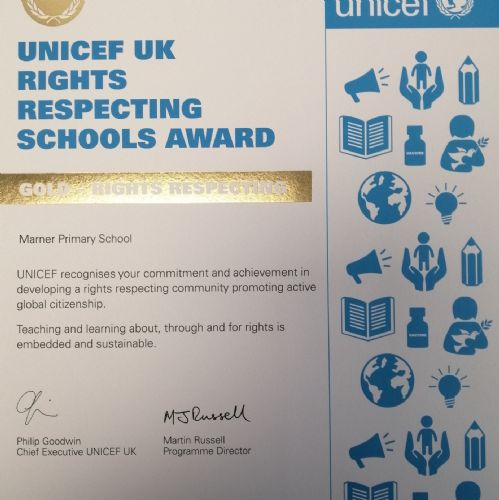 unicef
UNICEF UK
RIGHTS
RESPECTING
SCHOOLS AWARD
GOLD - RIGHTS RESPECTING
Marner Primary School
UNICEF recognises your commitment and achievement in
developing a rights respecting community promoting active
global citizenship.
Teaching and learning about, through and for rights is
embedded and sustainable.
MJRussell
Philip Goodwin
Chief Executive UNICEF UK
Martin Russell
Programme Director